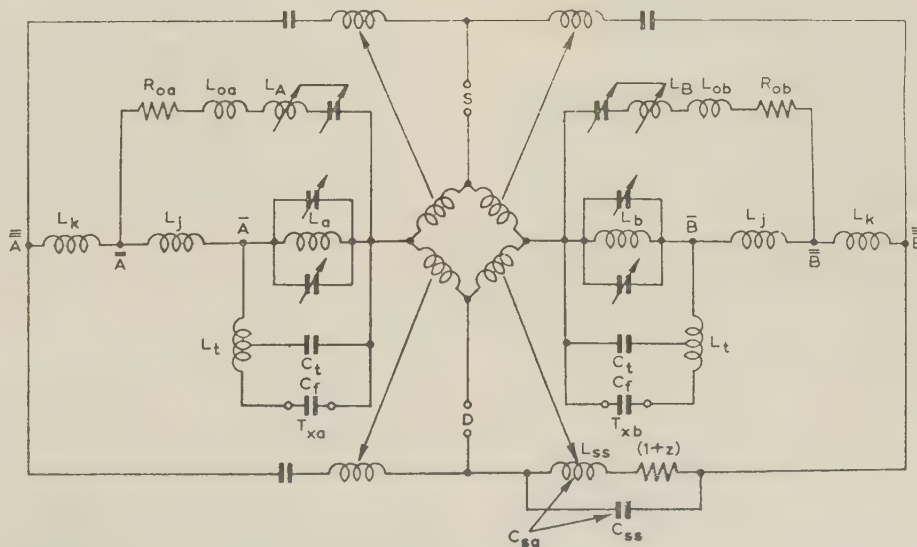 S
R_oa L_oa L_A
L_B L_ob R_ob
L_k L_j A̅ L_a
L_b B̅ L_j L_k
A̿ A̿ B̿
L_t C_t
C_f
T_xa
C_t L_t
C_f
T_xb
D
L_ss (1+z)
C_sa C_ss